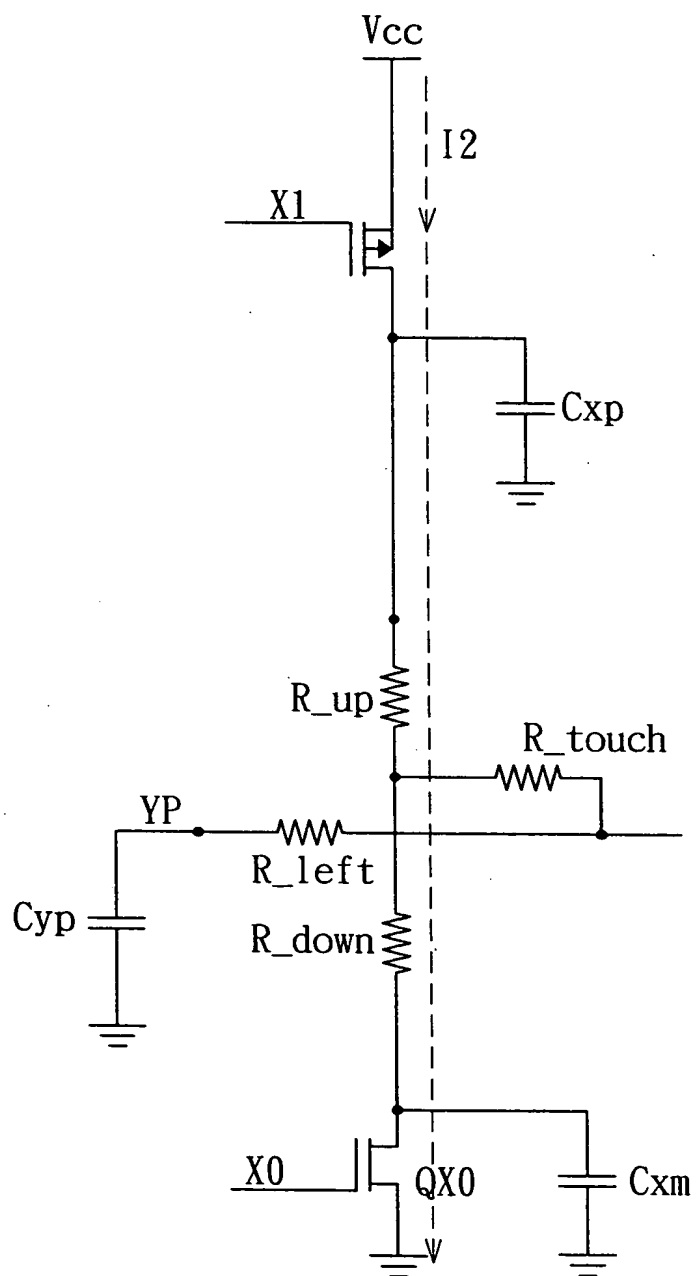 Vcc
I2
X1
Cxp
R_up
R_touch
YP
R_left
Cyp
R_down
X0
QX0
Cxm